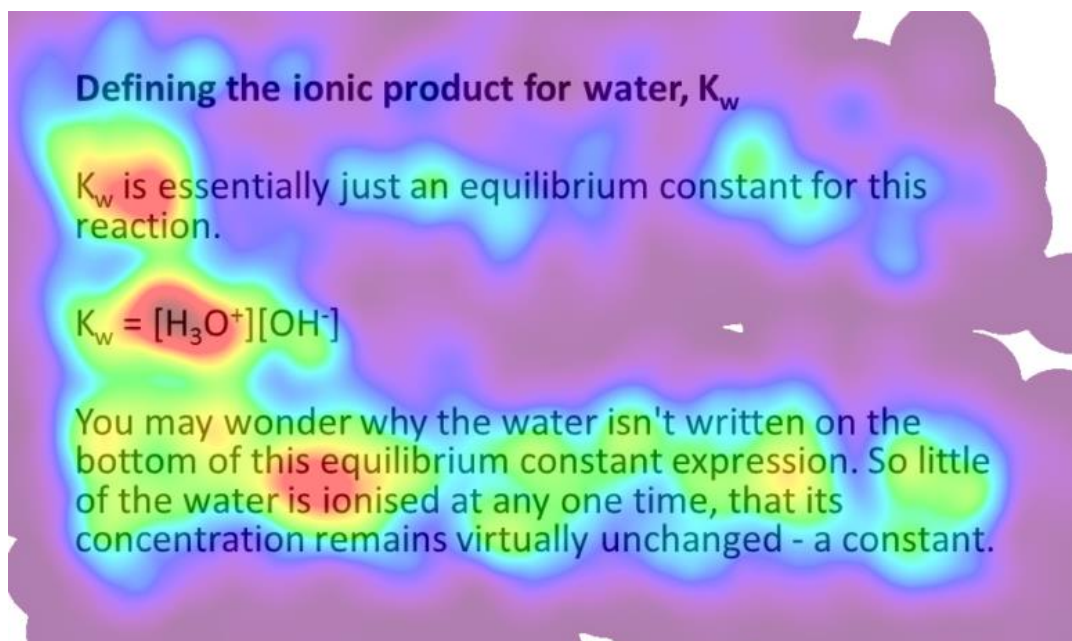 Defining the ionic product for water, Kw
Kw is essentially just an equilibrium constant for this
reaction.
Kw = [H3O+][OH-]
You may wonder why the water isn't written on the
bottom of this equilibrium constant expression. So little
of the water is ionised at any one time, that its
concentration remains virtually unchanged - a constant.